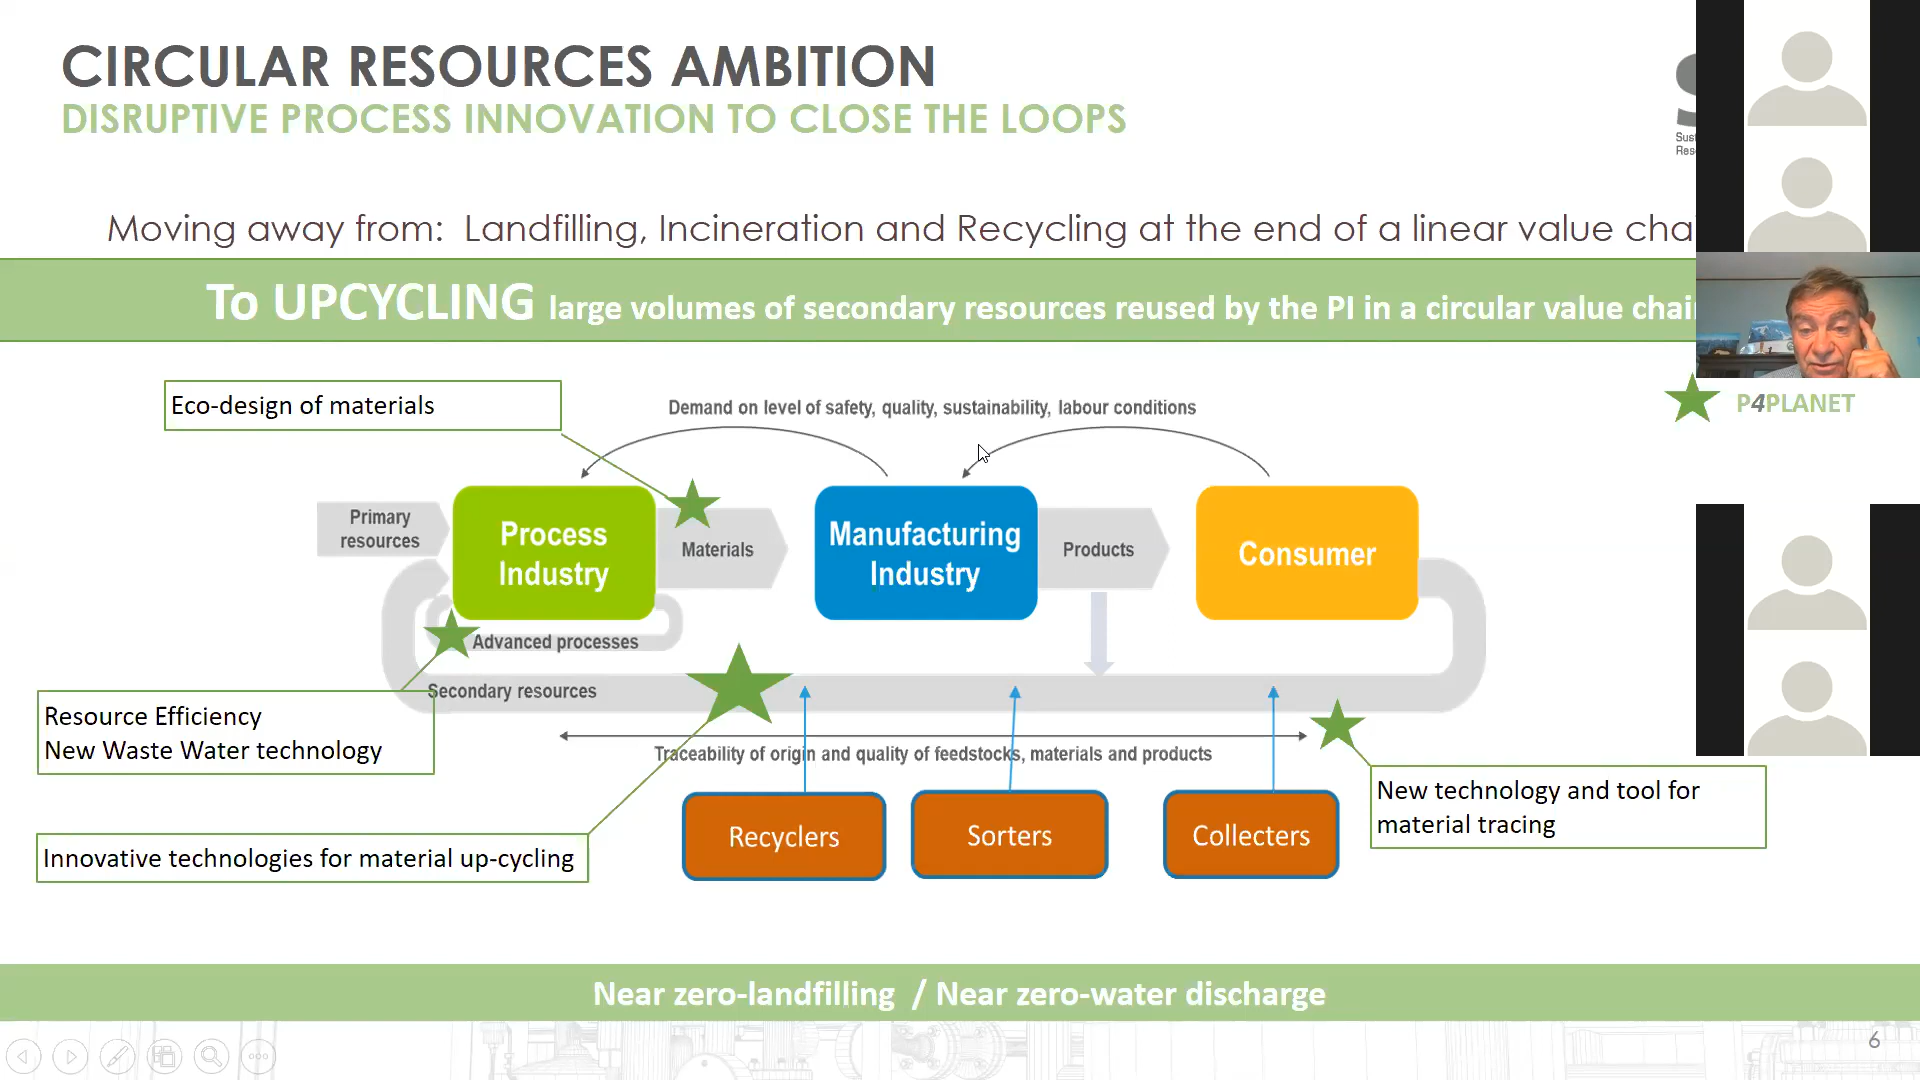 CIRCULAR RESOURCES AMBITION
DISRUPTIVE PROCESS INNOVATION TO CLOSE THE LOOPS
Moving away from: Landfilling, Incineration and Recycling at the end of a linear value
To UPCYCLING large volumes of secondary resources reused by the PI in a circular value
Eco-design of materials
Demand on level of safety, quality, sustainability, labour conditions
P4PLANET
Primary
resources
Process
Industry
Materials
Manufacturing
Industry
Products
Consumer
Advanced processes
Secondary resources
Resource Efficiency
New Waste Water technology
Traceability of origin and quality of feedstocks, materials and products
New technology and tool for
material tracing
Innovative technologies for material up-cycling
Recyclers
Sorters
Collecters
Near zero-landfilling / Near zero-water discharge
6